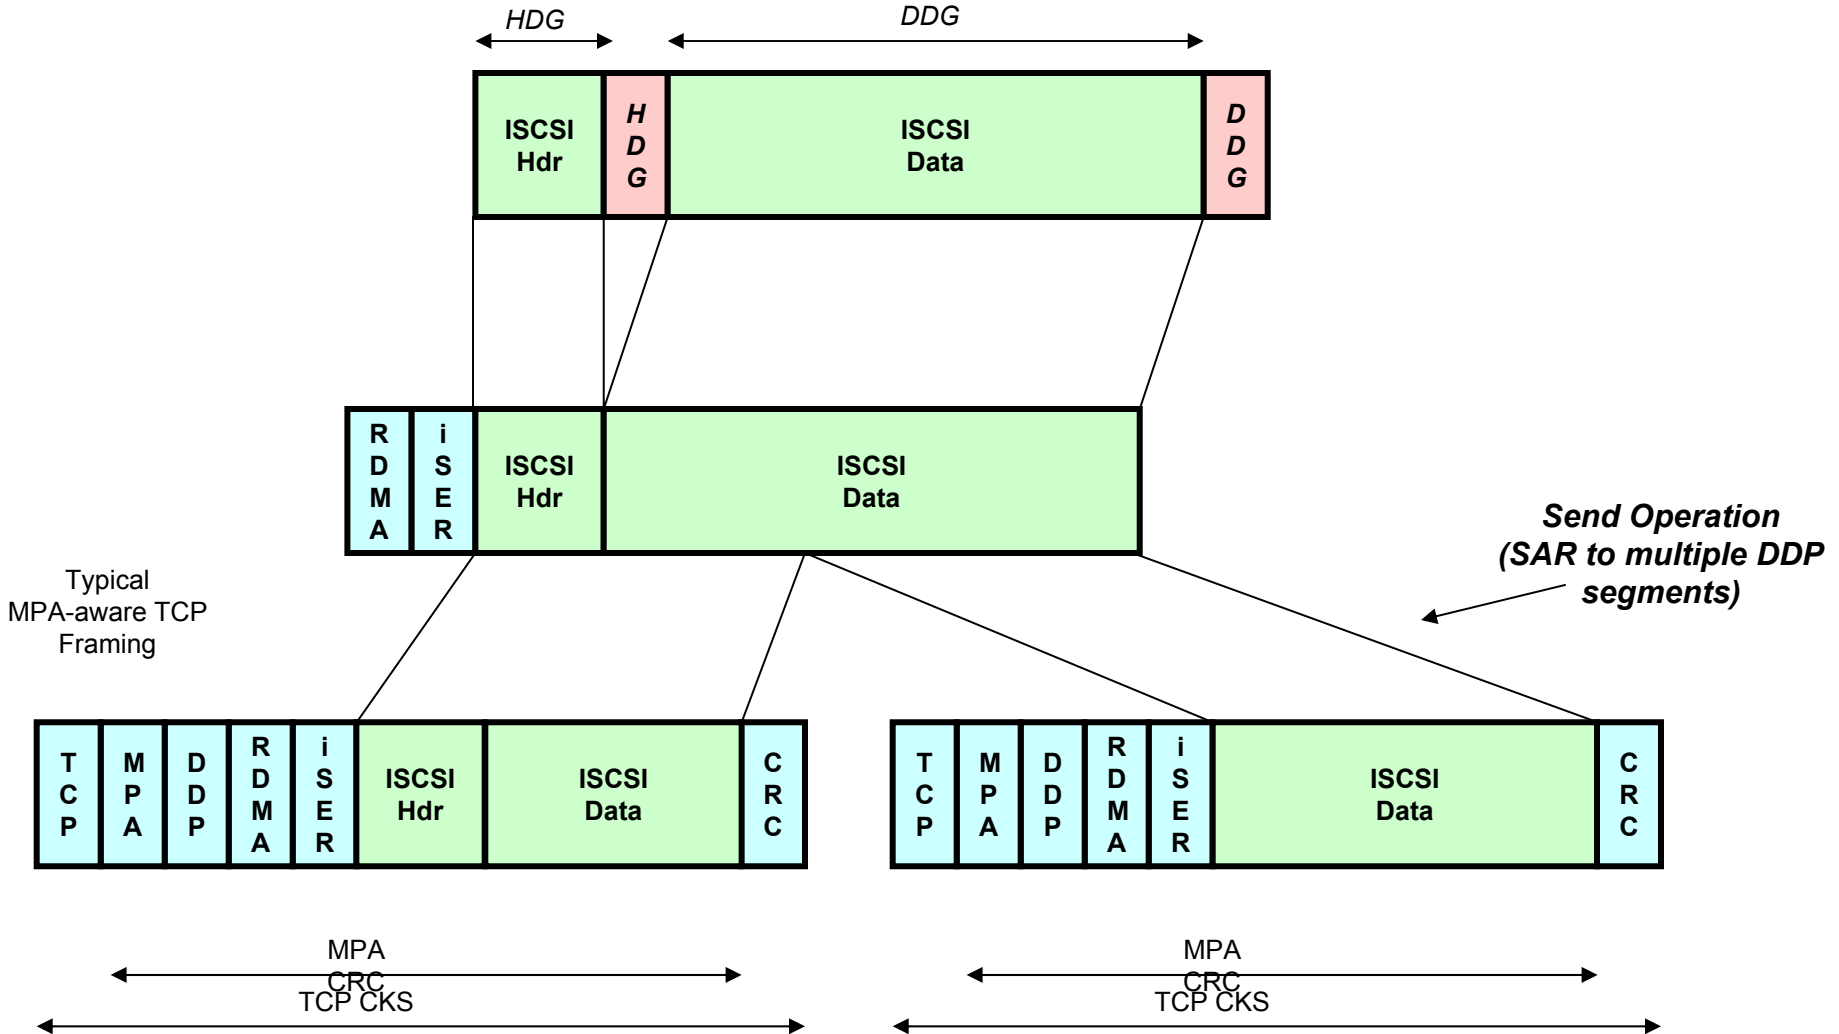 HDG
DDG
ISCSI
Hdr
H
D
G
ISCSI
Data
D
D
G
R
D
M
A
i
S
E
R
ISCSI
Hdr
ISCSI
Data
Send Operation
(SAR to multiple DDP
segments)
Typical
MPA-aware TCP
Framing
T
C
P
M
P
A
D
D
P
R
D
M
A
i
S
E
R
ISCSI
Hdr
ISCSI
Data
C
R
C
T
C
P
M
P
A
D
D
P
R
D
M
A
i
S
E
R
ISCSI
Data
C
R
C
MPA
CRC
TCP CKS
MPA
CRC
TCP CKS